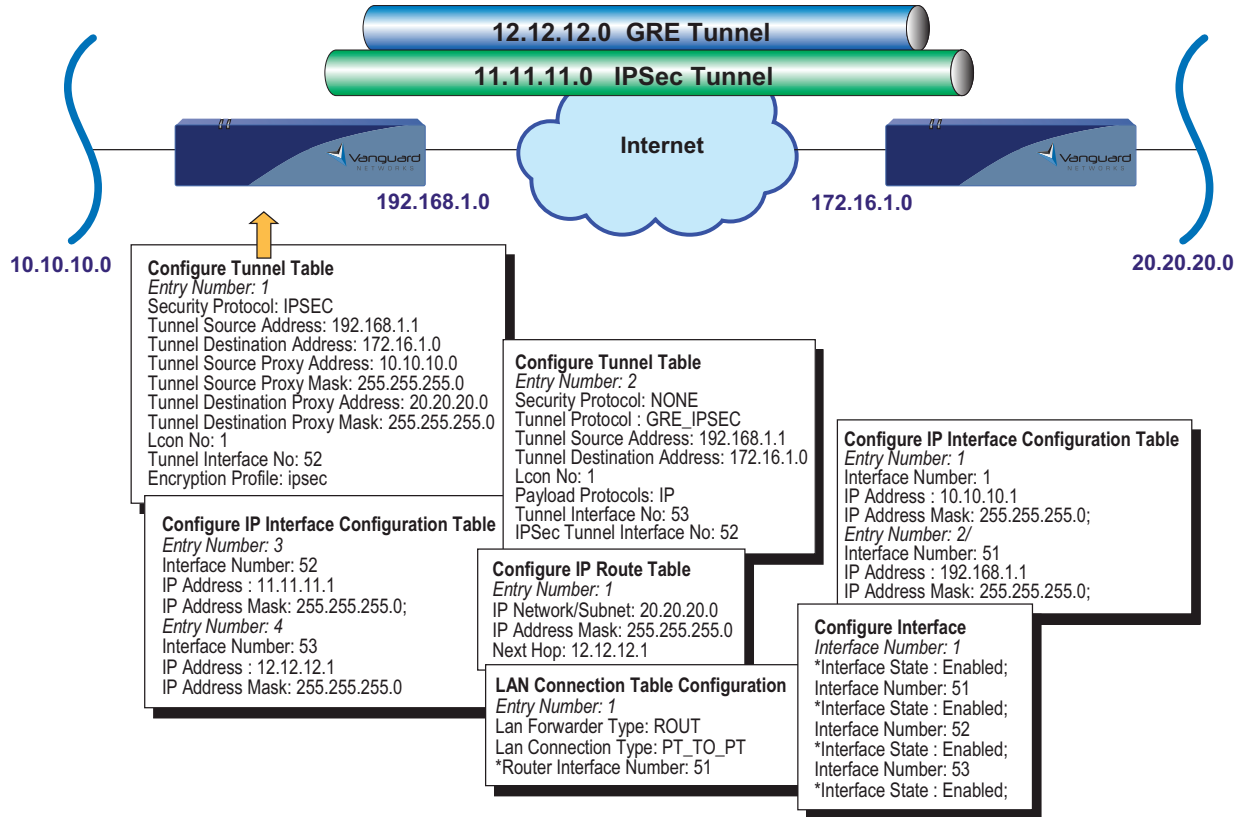 12.12.12.0 GRE Tunnel
11.11.11.0 IPSec Tunnel
Internet
Vanguard
NETWORKS
Vanguard
NETWORKS
192.168.1.0
172.16.1.0
10.10.10.0
20.20.20.0
Configure Tunnel Table
Entry Number: 1
Security Protocol: IPSEC
Tunnel Source Address: 192.168.1.1
Tunnel Destination Address: 172.16.1.0
Tunnel Source Proxy Address: 10.10.10.0
Tunnel Source Proxy Mask: 255.255.255.0
Tunnel Destination Proxy Address: 20.20.20.0
Tunnel Destination Proxy Mask: 255.255.255.0
Lcon No: 1
Tunnel Interface No: 52
Encryption Profile: ipsec
Configure Tunnel Table
Entry Number: 2
Security Protocol: NONE
Tunnel Protocol : GRE_IPSEC
Tunnel Source Address: 192.168.1.1
Tunnel Destination Address: 172.16.1.0
Lcon No: 1
Payload Protocols: IP
Tunnel Interface No: 53
IPSec Tunnel Interface No: 52
Configure IP Interface Configuration Table
Entry Number: 1
Interface Number: 1
IP Address : 10.10.10.1
IP Address Mask: 255.255.255.0;
Entry Number: 2/
Interface Number: 51
IP Address : 192.168.1.1
IP Address Mask: 255.255.255.0;
Configure IP Interface Configuration Table
Entry Number: 3
Interface Number: 52
IP Address : 11.11.11.1
IP Address Mask: 255.255.255.0;
Entry Number: 4
Interface Number: 53
IP Address : 12.12.12.1
IP Address Mask: 255.255.255.0
Configure IP Route Table
Entry Number: 1
IP Network/Subnet: 20.20.20.0
IP Address Mask: 255.255.255.0
Next Hop: 12.12.12.1
LAN Connection Table Configuration
Entry Number: 1
Lan Forwarder Type: ROUT
Lan Connection Type: PT_TO_PT
*Router Interface Number: 51
Configure Interface
Interface Number: 1
*Interface State : Enabled;
Interface Number: 51
*Interface State : Enabled;
Interface Number: 52
*Interface State : Enabled;
Interface Number: 53
*Interface State : Enabled;